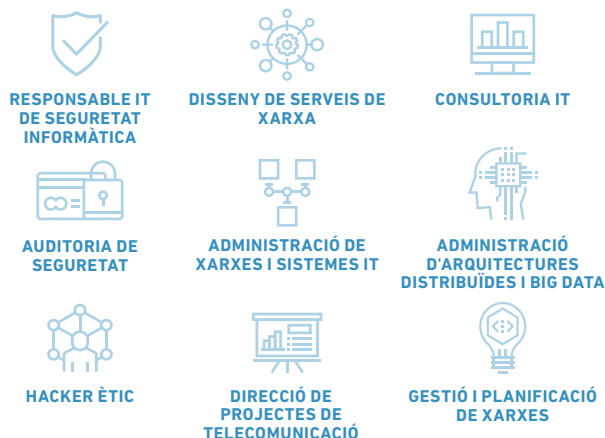 RESPONSABLE IT
DE SEGURETAT
INFORMÀTICA
DISSENY DE SERVEIS DE
XARXA
CONSULTORIA IT
AUDITORIA DE
SEGURETAT
ADMINISTRACIÓ DE
XARXES I SISTEMES IT
ADMINISTRACIÓ
D'ARQUITECTURES
DISTRIBUÏDES I BIG DATA
HACKER ÈTIC
DIRECCIÓ DE
PROJECTES DE
TELECOMUNICACIÓ
GESTIÓ I PLANIFICACIÓ
DE XARXES